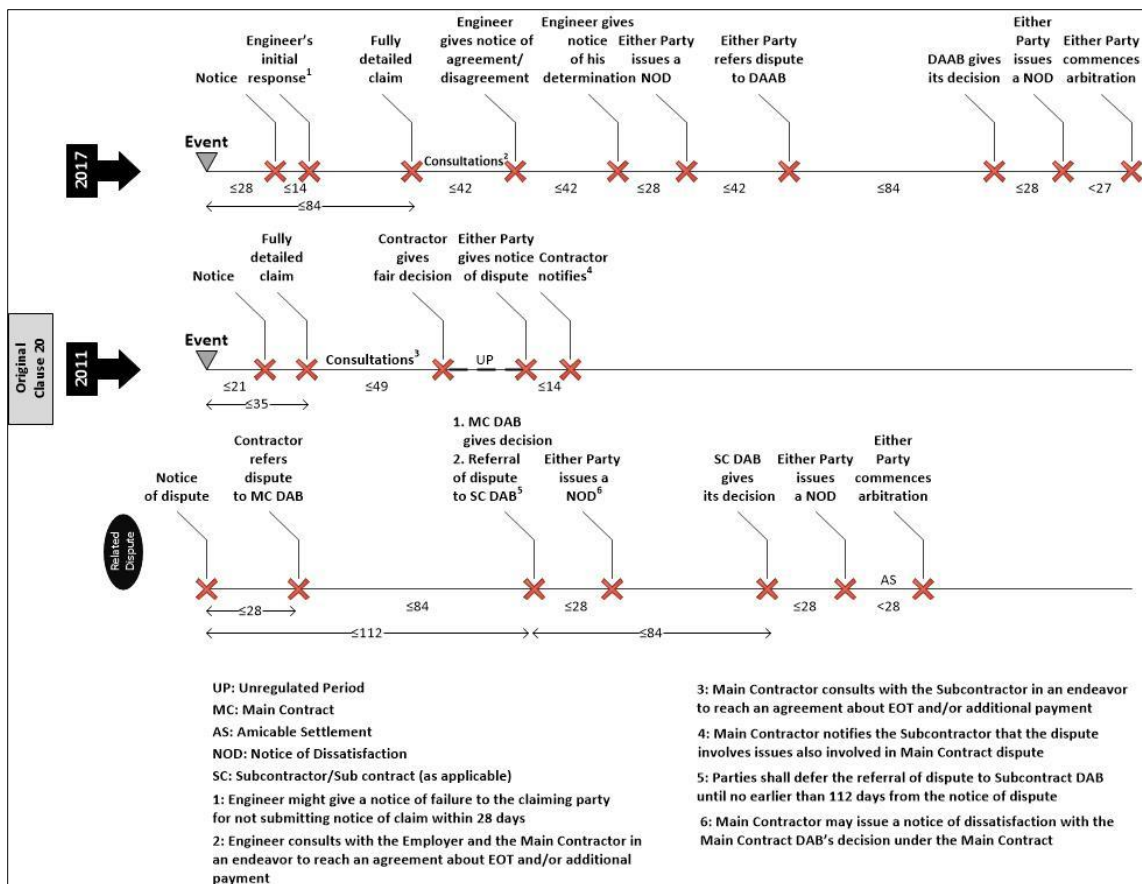 Notice
Engineer's
initial
response1
Fully
detailed
claim
Engineer
gives notice of
agreement/
disagreement
Engineer gives
notice
of his
determination
Either Party
issues a
NOD
Either Party
refers dispute
to DAAB
DAAB gives
its decision
Either
Party
issues
a NOD
Either Party
commences
arbitration
2017
Event
Consultations2
≤28
≤14
≤42
≤42
≤28
≤42
≤84
≤28
<27
≤84
Original
Clause 20
2011
Notice
Fully
detailed
claim
Contractor
gives
fair decision
Either Party
gives notice
of dispute
Contractor
notifies4
Event
Consultations3
UP
≤21
≤49
≤14
≤35
Related
Dispute
Notice
of dispute
Contractor
refers
dispute
to MC DAB
1. MC DAB
gives decision
2. Referral
of dispute
to SC DAB5
Either Party
issues a
NOD6
SC DAB
gives
its decision
Either Party
issues
a NOD
Either
Party
commences
arbitration
AS
≤28
≤84
≤28
≤28
<28
≤112
≤84
UP: Unregulated Period
MC: Main Contract
AS: Amicable Settlement
NOD: Notice of Dissatisfaction
SC: Subcontractor/Sub contract (as applicable)
1: Engineer might give a notice of failure to the claiming party
for not submitting notice of claim within 28 days
2: Engineer consults with the Employer and the Main Contractor in
an endeavor to reach an agreement about EOT and/or additional
payment
3: Main Contractor consults with the Subcontractor in an endeavor
to reach an agreement about EOT and/or additional payment
4: Main Contractor notifies the Subcontractor that the dispute
involves issues also involved in Main Contract dispute
5: Parties shall defer the referral of dispute to Subcontract DAB
until no earlier than 112 days from the notice of dispute
6: Main Contractor may issue a notice of dissatisfaction with the
Main Contract DAB's decision under the Main Contract